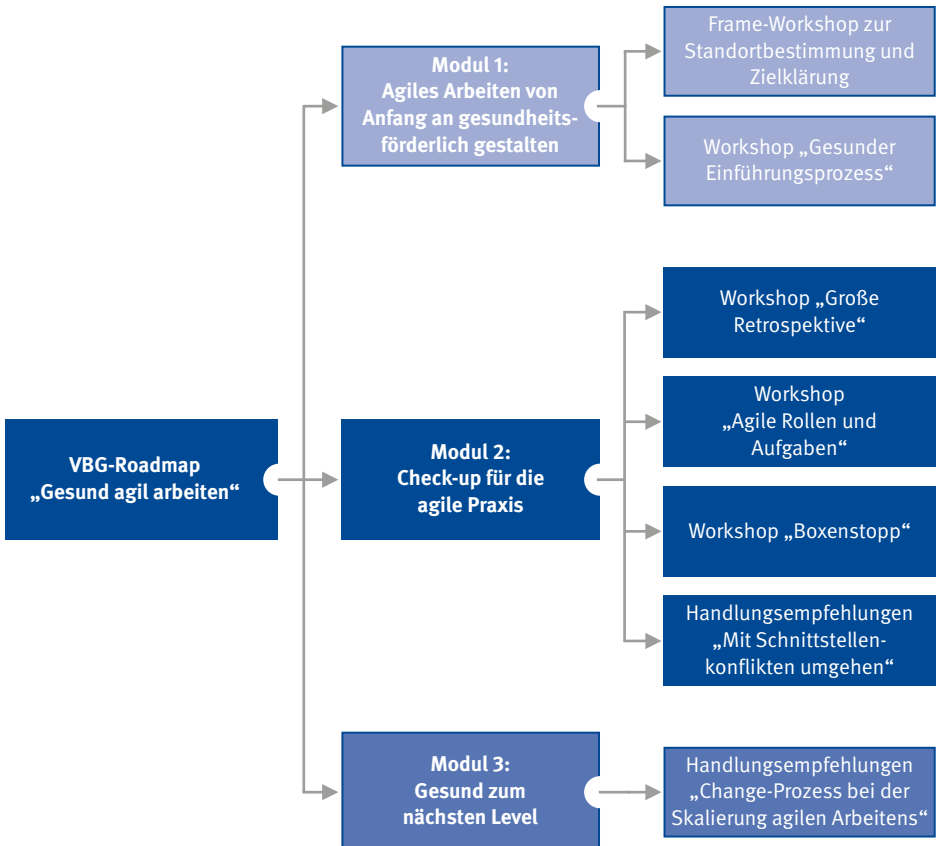 VBG-Roadmap
„Gesund agil arbeiten“
Modul 1:
Agiles Arbeiten von
Anfang an gesundheits-
förderlich gestalten
Frame-Workshop zur
Standortbestimmung und
Zielklärung
Workshop „Gesunder
Einführungsprozess“
Modul 2:
Check-up für die
agile Praxis
Workshop „Große
Retrospektive“
Workshop
„Agile Rollen und
Aufgaben“
Workshop „Boxenstopp“
Handlungsempfehlungen
„Mit Schnittstellen-
konflikten umgehen“
Modul 3:
Gesund zum
nächsten Level
Handlungsempfehlungen
„Change-Prozess bei der
Skalierung agilen Arbeitens“